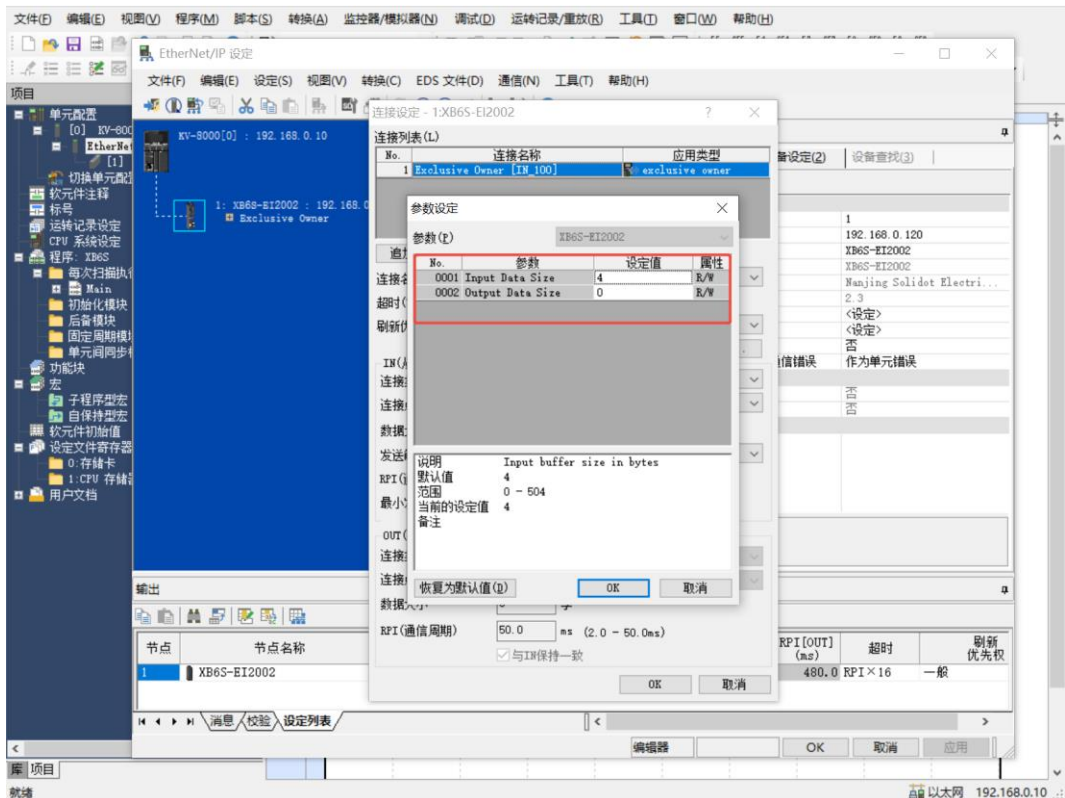 文件(F) 编辑(E) 视图(V) 程序(M) 脚本(S) 转换(A) 监控器/模拟器(N) 调试(D) 运转记录/重放(R) 工具(T) 窗口(W) 帮助(H)
项目
单元配置
[0] KV-800
EtherNe
[1]
切换单元配
软元件注释
标号
运转记录设定
CPU 系统设定
程序: XB6S
每次扫描执行
Main
初始化模块
后备模块
固定周期模
单元间同步
功能块
宏
子程序型宏
自保持型宏
软元件初始值
设定文件寄存器
0:存储卡
1:CPU 存储
用户文档
库 项目
就绪
以太网 192.168.0.10
EtherNet/IP 设定
文件(F) 编辑(E) 设定(S) 视图(V) 转换(C) EDS 文件(D) 通信(N) 工具(T) 帮助(H)
KV-8000[0] : 192.168.0.10
1: XB6S-EI2002 : 192.168.0
Exclusive Owner
备设定(2) 设备查找(3)
1
192.168.0.120
XB6S-EI2002
XB6S-EI2002
Nanjing Solidot Electri...
2.3
<设定>
<设定>
否
信错误 作为单元错误
否
否
连接设定 - 1:XB6S-EI2002
连接列表(L)
No. 连接名称 应用类型
1 Exclusive Owner [IN_100] exclusive owner
追
连接名
超时(
刷新优
IN(从
连接
连接点
数据
发送
RPI(通
最小
OUT(
连接
连接点
数据大小 字
RPI(通信周期) 50.0 ms (2.0 - 50.0ms)
与IN保持一致
OK 取消
参数设定
参数(P) XB6S-EI2002
No. 参数 设定值 属性
0001 Input Data Size 4 R/W
0002 Output Data Size 0 R/W
说明 Input buffer size in bytes
默认值 4
范围 0 - 504
当前的设定值 4
备注
恢复为默认值(D) OK 取消
输出
节点 节点名称 RPI[OUT] (ms) 超时 刷新 优先权
1 XB6S-EI2002 480.0 RPI×16 一般
消息 校验 设定列表
编辑器 OK 取消 应用